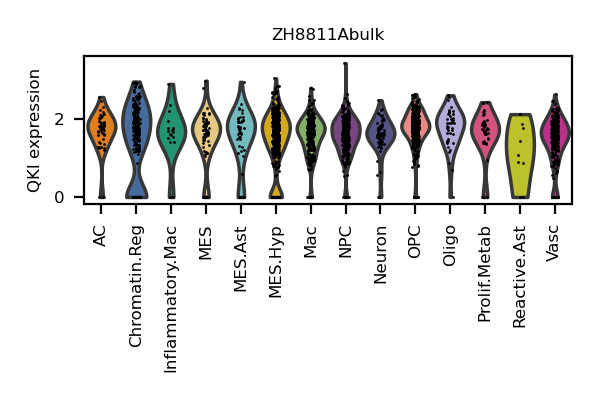 ZH8811Abulk
QKI expression
2
0
AC
Chromatin.Reg
Inflammatory.Mac
MES
MES.Ast
MES.Hyp
Mac
NPC
Neuron
OPC
Oligo
Prolif.Metab
Reactive.Ast
Vasc